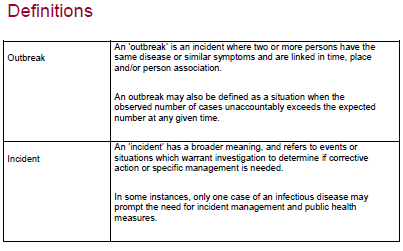 Definitions
Outbreak
An 'outbreak' is an incident where two or more persons have the
same disease or similar symptoms and are linked in time, place
and/or person association.
An outbreak may also be defined as a situation when the
observed number of cases unaccountably exceeds the expected
number at any given time.
Incident
An 'incident' has a broader meaning, and refers to events or
situations which warrant investigation to determine if corrective
action or specific management is needed.
In some instances, only one case of an infectious disease may
prompt the need for incident management and public health
measures.